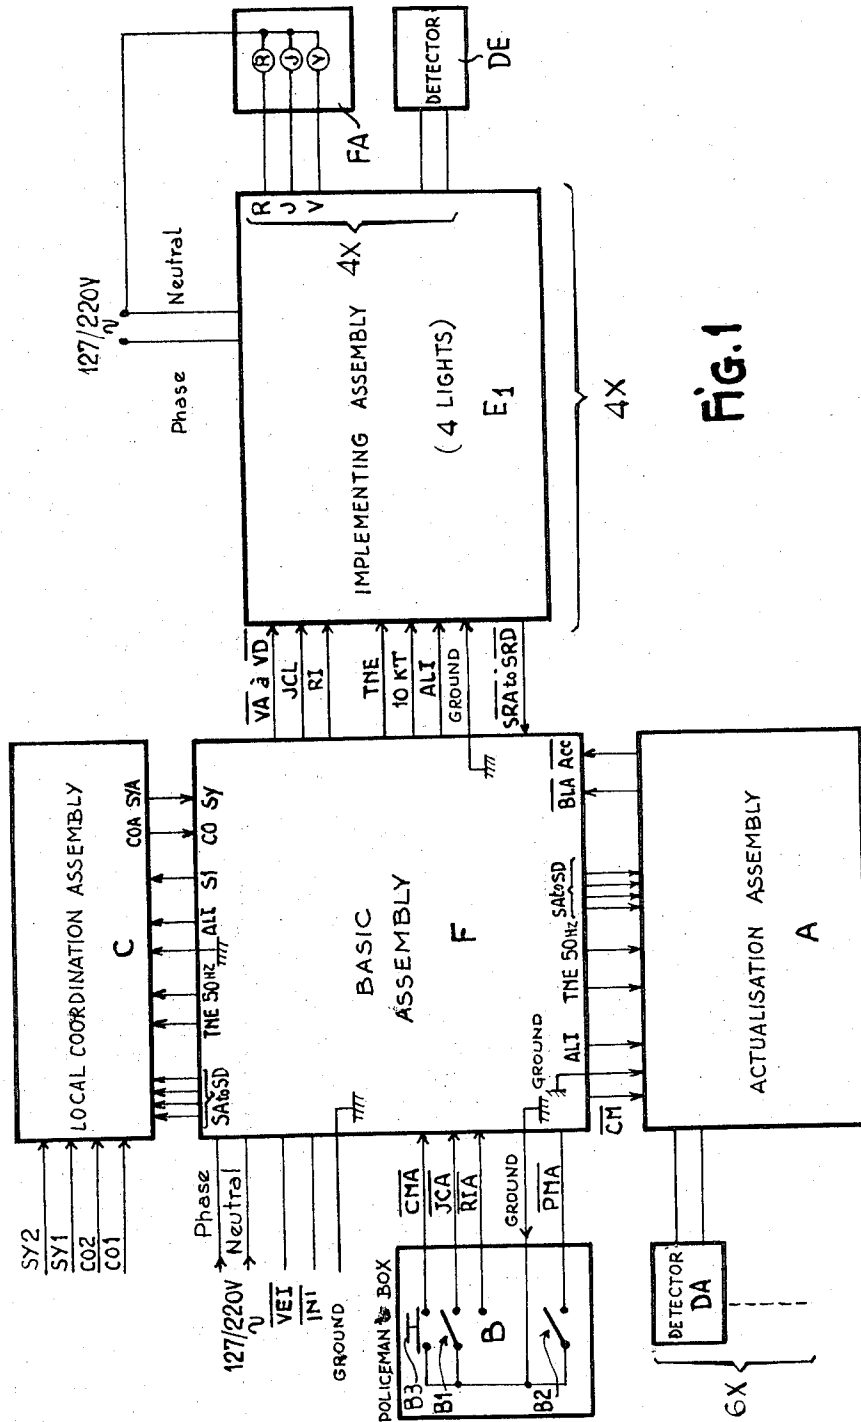 SY2
SY1
CO2
CO1
LOCAL COORDINATION ASSEMBLY
C
SA to SD
TNE
50Hz
ALI
S1
COA
SYA
CO
Sy
127/220V
Phase
Neutral
VEI
INI
GROUND
BASIC
ASSEMBLY
F
POLICEMAN'S BOX
B3
B1
B
B2
CMA
JCA
RIA
GROUND
PMA
GROUND
CM
ALI
TNE
50Hz
SA to SD
BLA
Acc
DETECTOR
DA
6X
ACTUALISATION ASSEMBLY
A
VA à VD
JCL
RI
TNE
10 KT
ALI
GROUND
SRA to SRD
127/220V
Phase
Neutral
IMPLEMENTING ASSEMBLY
(4 LIGHTS)
E1
4X
R
J
V
4X
R
J
Y
FA
DETECTOR
DE
FIG.1